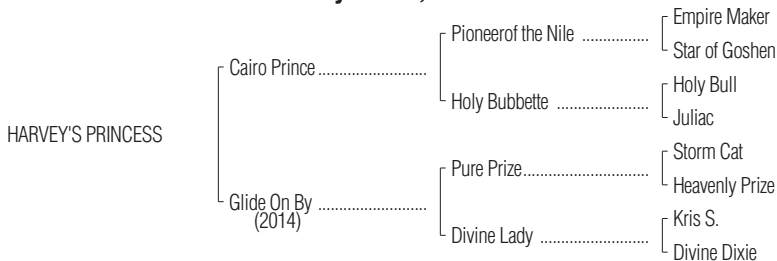 Empire Maker
Pioneerof the Nile ................
Star of Goshen
Cairo Prince ..........................
Holy Bull
Holy Bubbette ......................
Juliac
HARVEY'S PRINCESS
Storm Cat
Pure Prize..............................
Heavenly Prize
Glide On By ..........................
(2014)
Kris S.
Divine Lady ..........................
Divine Dixie